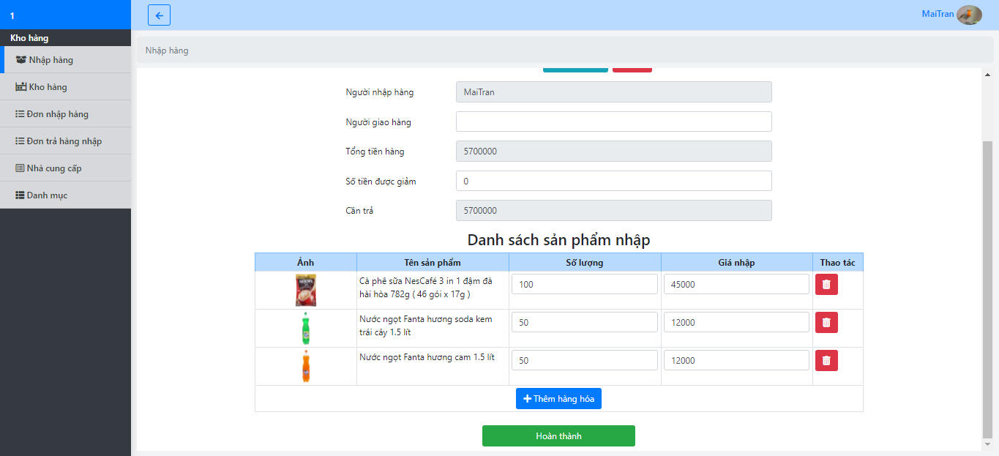 1
MaiTran
Kho hàng
Nhập hàng
Kho hàng
Đơn nhập hàng
Đơn trả hàng nhập
Nhà cung cấp
Danh mục
Nhập hàng
Người nhập hàng MaiTran
Người giao hàng
Tổng tiền hàng 5700000
Số tiền được giảm 0
Cần trả 5700000
Danh sách sản phẩm nhập
Ảnh Tên sản phẩm Số lượng Giá nhập Thao tác
Cà phê sữa NesCafé 3 in 1 đậm đà 100 45000
hài hòa 782g ( 46 gói x 17g )
Nước ngọt Fanta hương soda kem 50 12000
trái cây 1.5 lít
Nước ngọt Fanta hương cam 1.5 lít 50 12000
Thêm hàng hóa
Hoàn thành